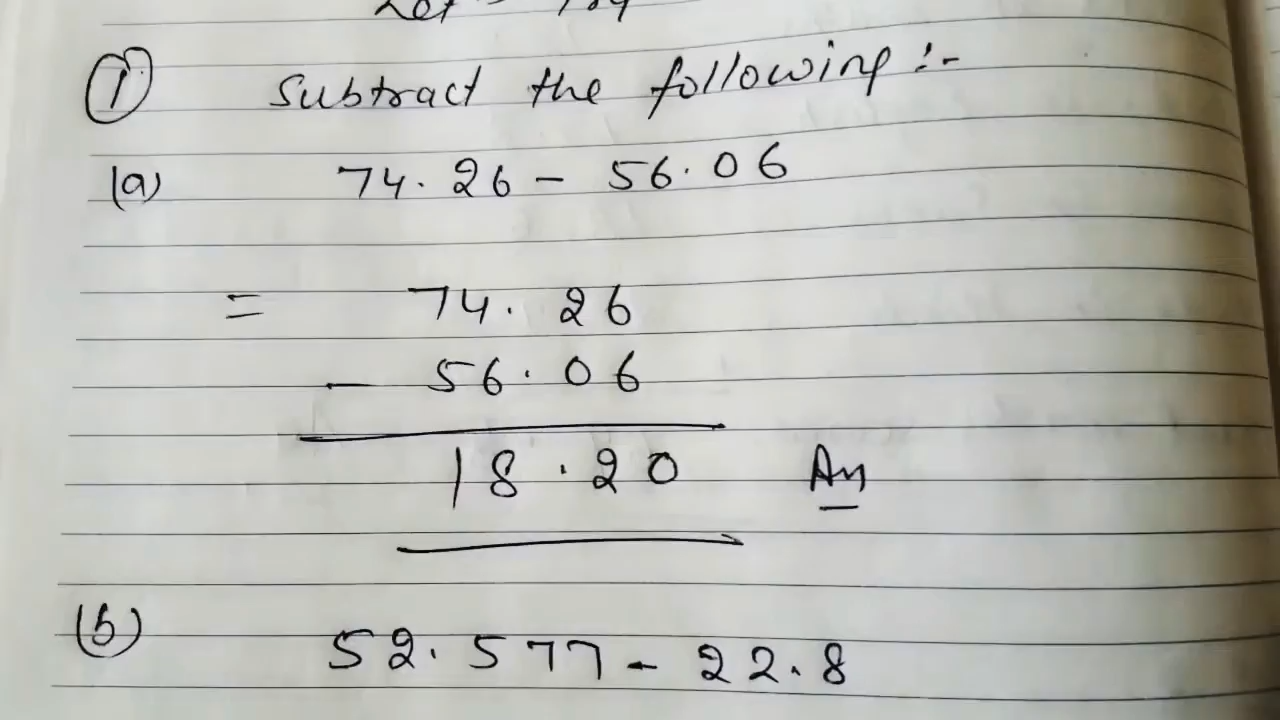 ① Subtract the following :-
(a) 74.26 - 56.06
= 74.26
- 56.06
18.20 Ans
(b) 52.577 - 22.8